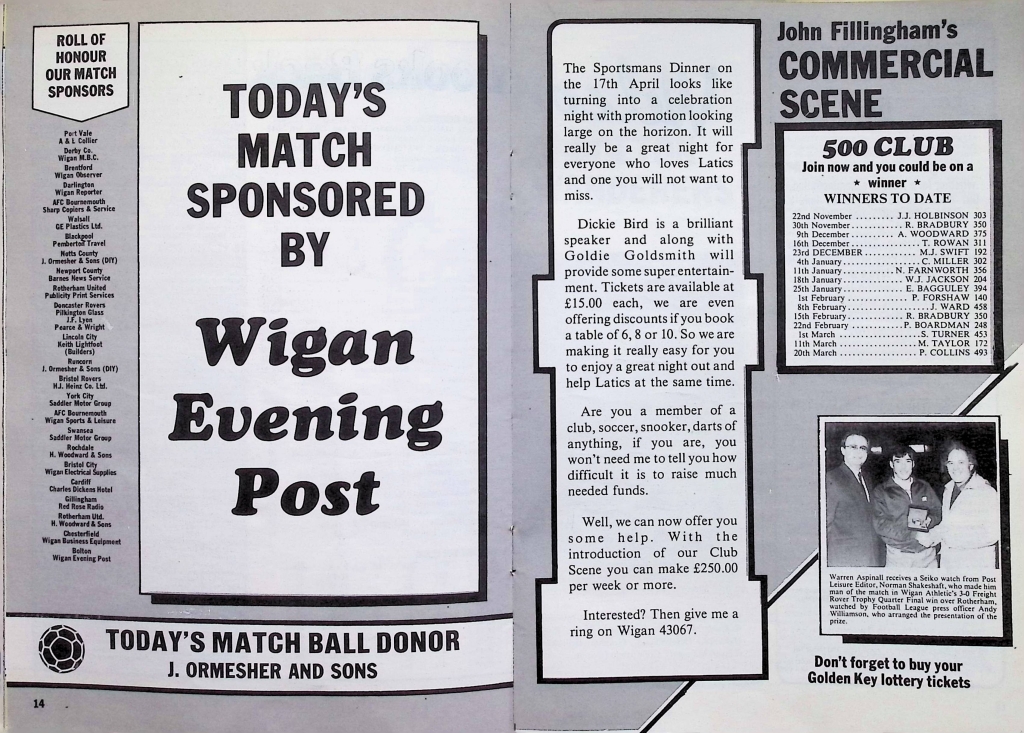 ROLL OF
HONOUR
OUR MATCH
SPONSORS
Port Vale
A & L Collier
Derby Co.
Wigan M.B.C.
Brentford
Wigan Observer
Darlington
Wigan Reporter
AFC Bournemouth
Sharp Copiers & Service
Walsall
GE Plastics Ltd.
Blackpool
Pemberton Travel
Notts County
J. Ormesher & Sons (DIY)
Newport County
Barnes News Service
Rotherham United
Publicity Print Services
Doncaster Rovers
Pilkington Glass
J.F. Lyon
Pearce & Wright
Lincoln City
Keith Lightfoot
(Builders)
Runcorn
J. Ormesher & Sons (DIY)
Bristol Rovers
H.J. Heinz Co. Ltd.
York City
Saddler Motor Group
AFC Bournemouth
Wigan Sports & Leisure
Swansea
Saddler Motor Group
Rochdale
H. Woodward & Sons
Bristol City
Wigan Electrical Supplies
Cardiff
Charles Dickens Hotel
Gillingham
Red Rose Radio
Rotherham Utd.
H. Woodward & Sons
Chesterfield
Wigan Business Equipment
Bolton
Wigan Evening Post
TODAY'S
MATCH
SPONSORED
BY
Wigan
Evening
Post
TODAY'S MATCH BALL DONOR
J. ORMESHER AND SONS
14
The Sportsmans Dinner on
the 17th April looks like
turning into a celebration
night with promotion looking
large on the horizon. It will
really be a great night for
everyone who loves Latics
and one you will not want to
miss.
Dickie Bird is a brilliant
speaker and along with
Goldie Goldsmith will
provide some super entertain-
ment. Tickets are available at
£15.00 each, we are even
offering discounts if you book
a table of 6, 8 or 10. So we are
making it really easy for you
to enjoy a great night out and
help Latics at the same time.
Are you a member of a
club, soccer, snooker, darts of
anything, if you are, you
won't need me to tell you how
difficult it is to raise much
needed funds.
Well, we can now offer you
some help. With the
introduction of our Club
Scene you can make £250.00
per week or more.
Interested? Then give me a
ring on Wigan 43067.
John Fillingham's
COMMERCIAL
SCENE
500 CLUB
Join now and you could be on a
★ winner ★
WINNERS TO DATE
22nd November ......... J.J. HOLBINSON 303
30th November ............ R. BRADBURY 350
9th December ........... A. WOODWARD 375
16th December ................ T. ROWAN 311
23rd DECEMBER ............. M.J. SWIFT 192
4th January .................. C. MILLER 302
11th January ............ N. FARNWORTH 356
18th January .............. W.J. JACKSON 204
25th January .............. E. BAGGULEY 394
1st February ............... P. FORSHAW 140
8th February ................... J. WARD 458
15th February ............. R. BRADBURY 350
22nd February ............ P. BOARDMAN 248
1st March .................... S. TURNER 453
11th March ................... M. TAYLOR 172
20th March ................... P. COLLINS 493
Warren Aspinall receives a Seiko watch from Post
Leisure Editor, Norman Shakeshaft, who made him
man of the match in Wigan Athletic's 3-0 Freight
Rover Trophy Quarter Final win over Rotherham,
watched by Football League press officer Andy
Williamson, who arranged the presentation of the
prize.
Don't forget to buy your
Golden Key lottery tickets